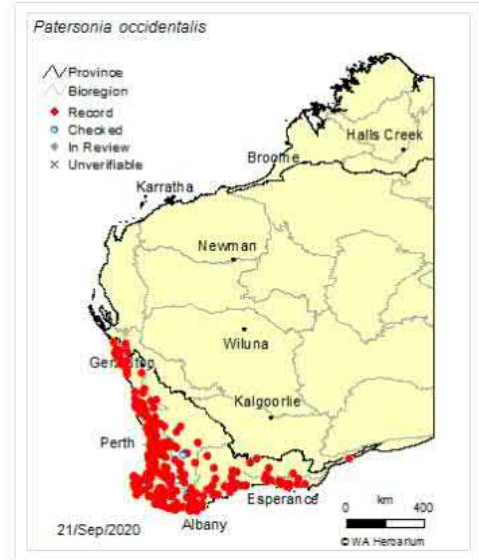 Patersonia occidentalis
Province
Bioregion
Record
Checked
In Review
Unverifiable
Halls Creek
Broome
Karratha
Newman
Wiluna
Kalgoorlie
Perth
Esperance
Albany
0 km 400
21/Sep/2020
© WA Herbarium